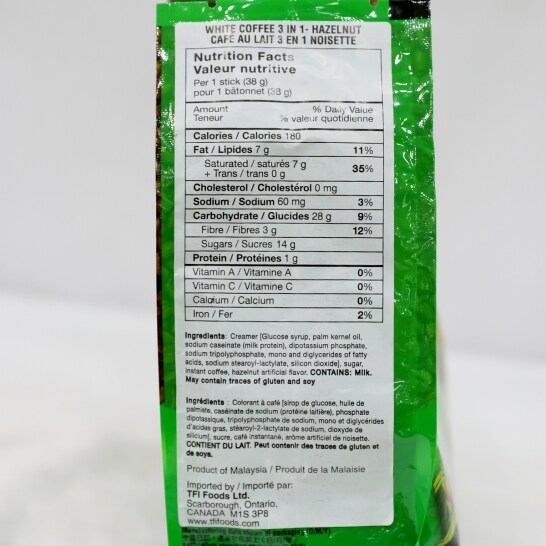 WHITE COFFEE 3 IN 1- HAZELNUT
CAFÉ AU LAIT 3 EN 1 NOISETTE
Nutrition Facts
Valeur nutritive
Per 1 stick (38 g)
pour 1 bâtonnet (38 g)
Amount % Daily Value
Teneur % valeur quotidienne
Calories / Calories 180
Fat / Lipides 7 g 11%
Saturated / saturés 7 g
+ Trans / trans 0 g 35%
Cholesterol / Cholestérol 0 mg
Sodium / Sodium 60 mg 3%
Carbohydrate / Glucides 28 g 9%
Fibre / Fibres 3 g 12%
Sugars / Sucres 14 g
Protein / Protéines 1 g
Vitamin A / Vitamine A 0%
Vitamin C / Vitamine C 0%
Calcium / Calcium 0%
Iron / Fer 2%
Ingredients: Creamer [Glucose syrup, palm kernel oil,
sodium caseinate (milk protein), dipotassium phosphate,
sodium tripolyphosphate, mono and diglycerides of fatty
acids, sodium stearoyl-lactylate, silicon dioxide], sugar,
instant coffee, hazelnut artificial flavor. CONTAINS: Milk.
May contain traces of gluten and soy
Ingrédients : Colorant à café [sirop de glucose, huile de
palmiste, caséinate de sodium (protéine laitière), phosphate
dipotassique, tripolyphosphate de sodium, mono et diglycérides
d'acides gras, stéaroyl-2-lactylate de sodium, dioxyde de
silicium], sucre, café instantané, arôme artificiel de noisette.
CONTIENT DU LAIT. Peut contenir des traces de gluten et
de soya.
Product of Malaysia / Produit de la Malaisie
Imported by / Importé par:
TFI Foods Ltd.
Scarborough, Ontario,
CANADA M1S 3P8
www.tfifoods.com